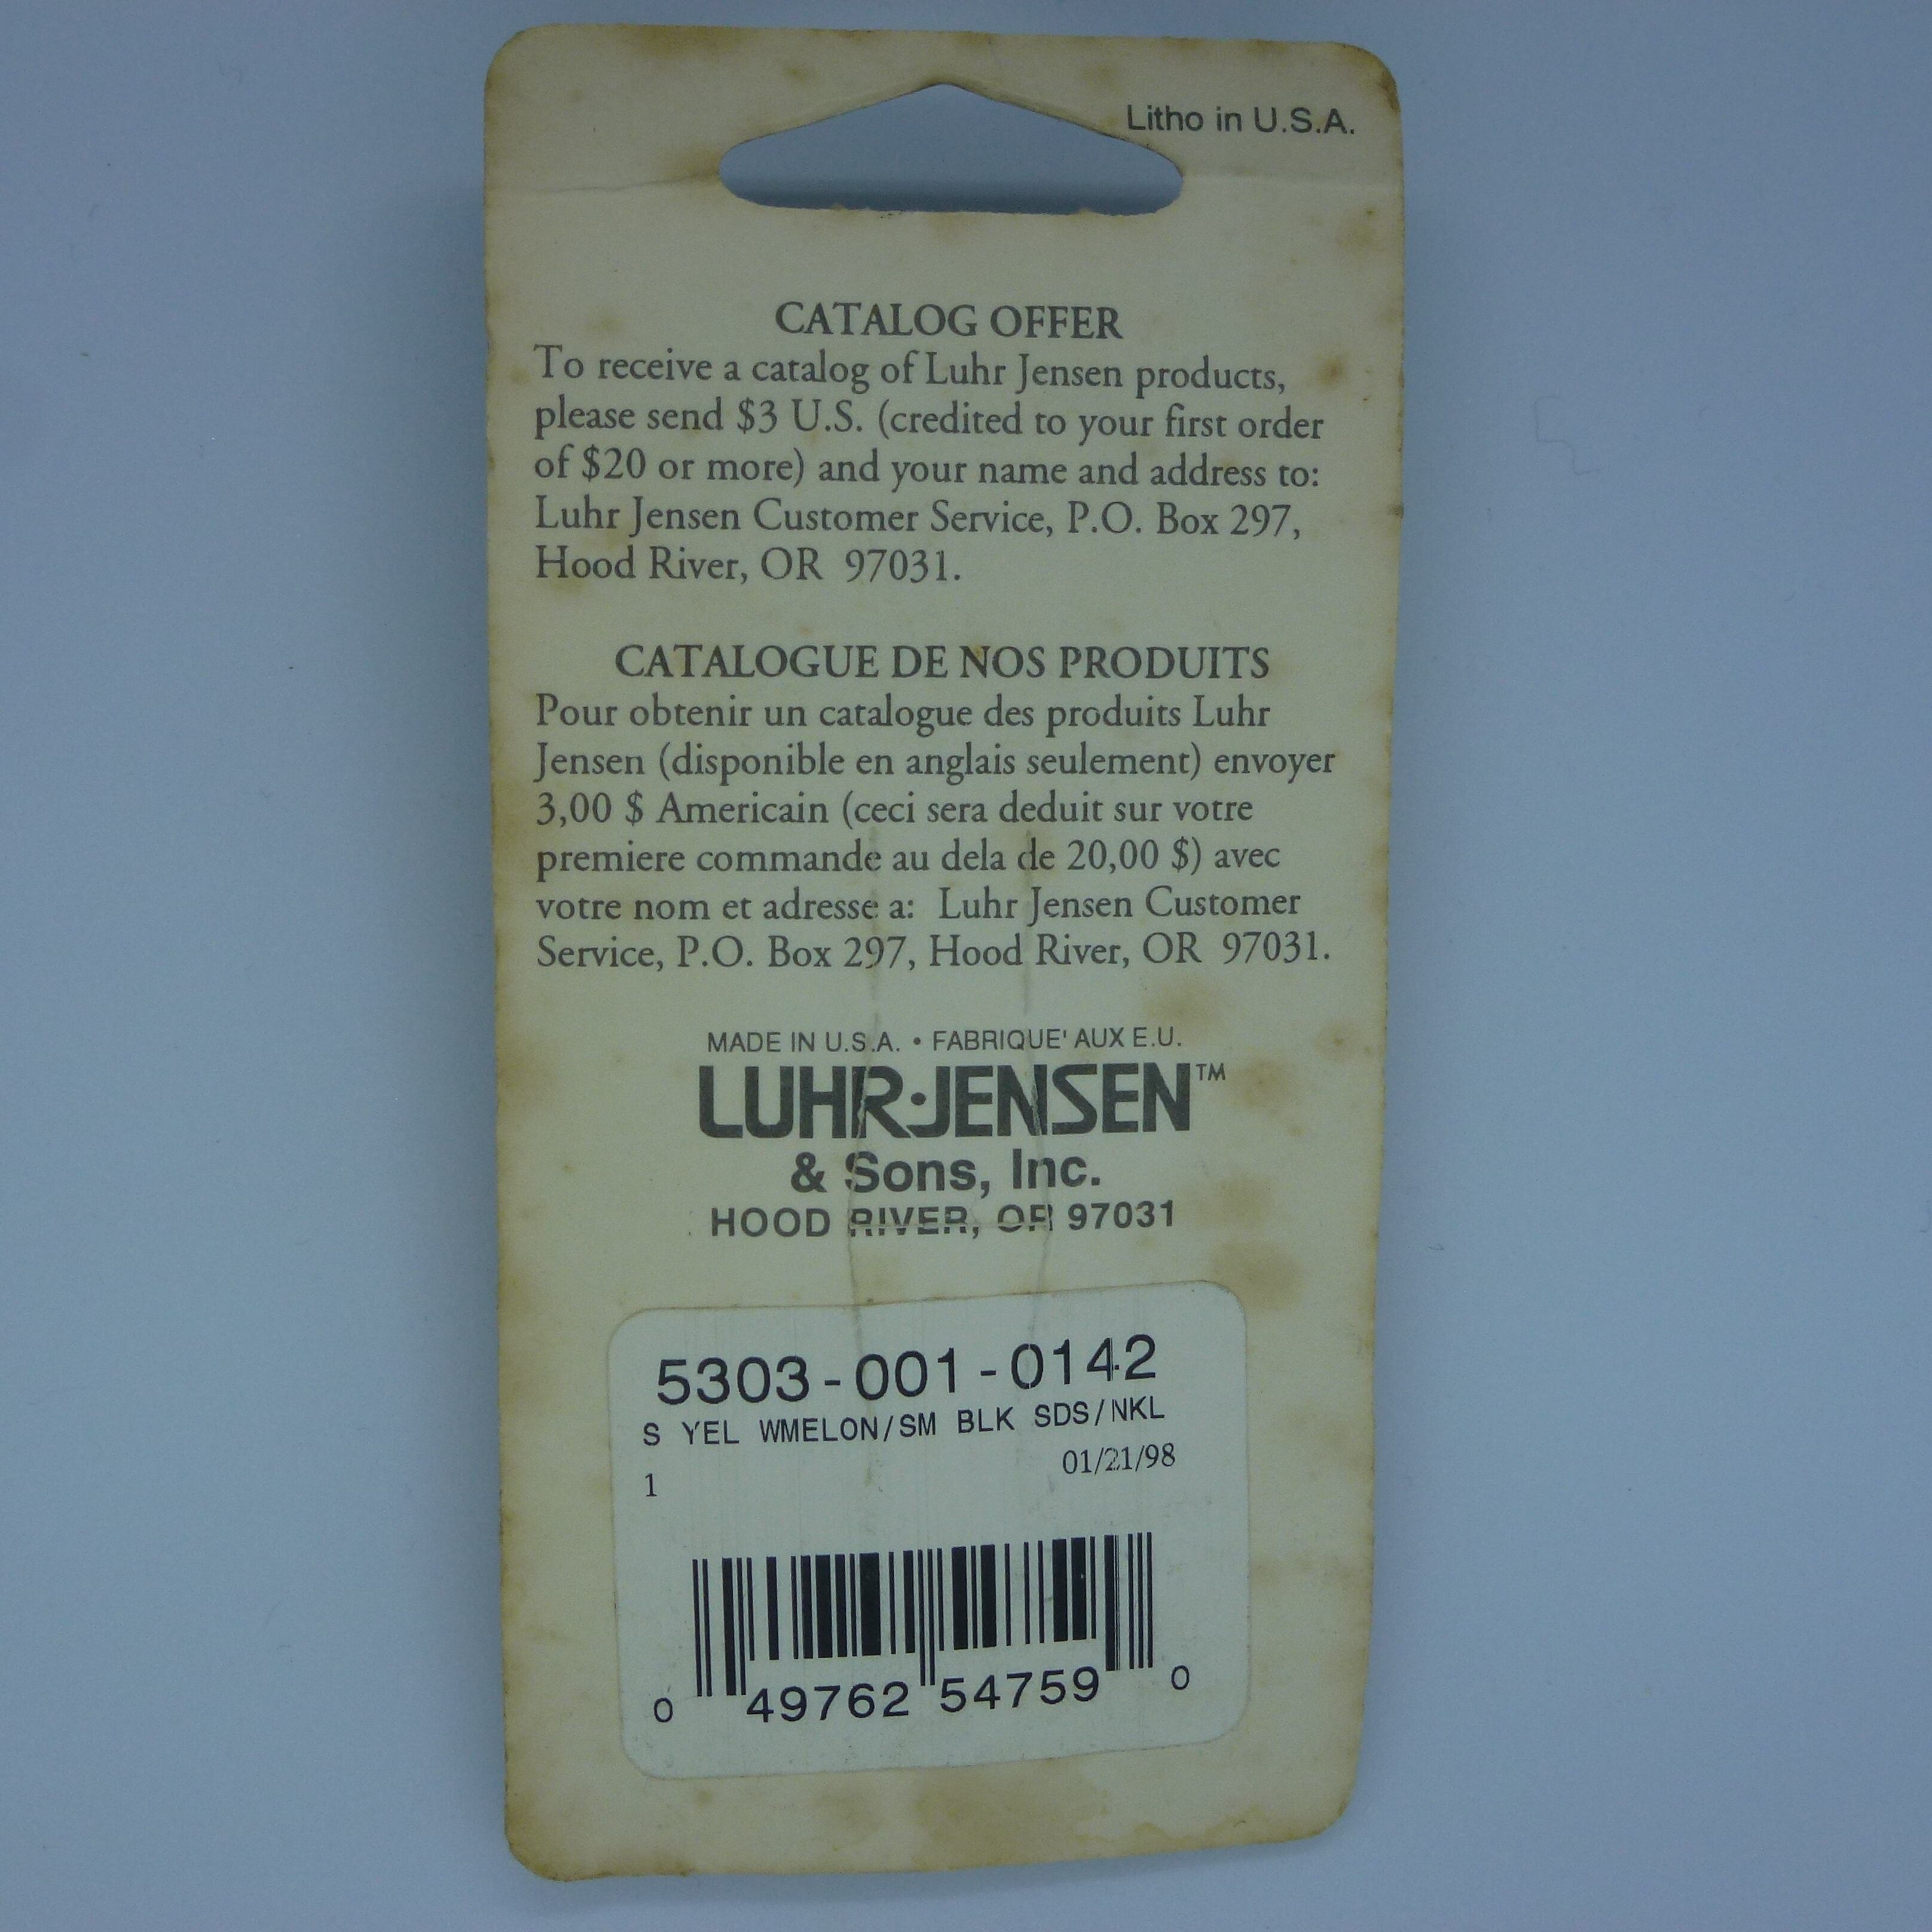 Litho in U.S.A.
CATALOG OFFER
To receive a catalog of Luhr Jensen products,
please send $3 U.S. (credited to your first order
of $20 or more) and your name and address to:
Luhr Jensen Customer Service, P.O. Box 297,
Hood River, OR 97031.
CATALOGUE DE NOS PRODUITS
Pour obtenir un catalogue des produits Luhr
Jensen (disponible en anglais seulement) envoyer
3,00 $ Americain (ceci sera deduit sur votre
premiere commande au dela de 20,00 $) avec
votre nom et adresse a: Luhr Jensen Customer
Service, P.O. Box 297, Hood River, OR 97031.
MADE IN U.S.A. • FABRIQUE' AUX E.U.
LUHR·JENSEN™
& Sons, Inc.
HOOD RIVER, OR 97031
5303-001-0142
S YEL WMELON/SM BLK SDS/NKL
01/21/98
1
0 49762 54759 0